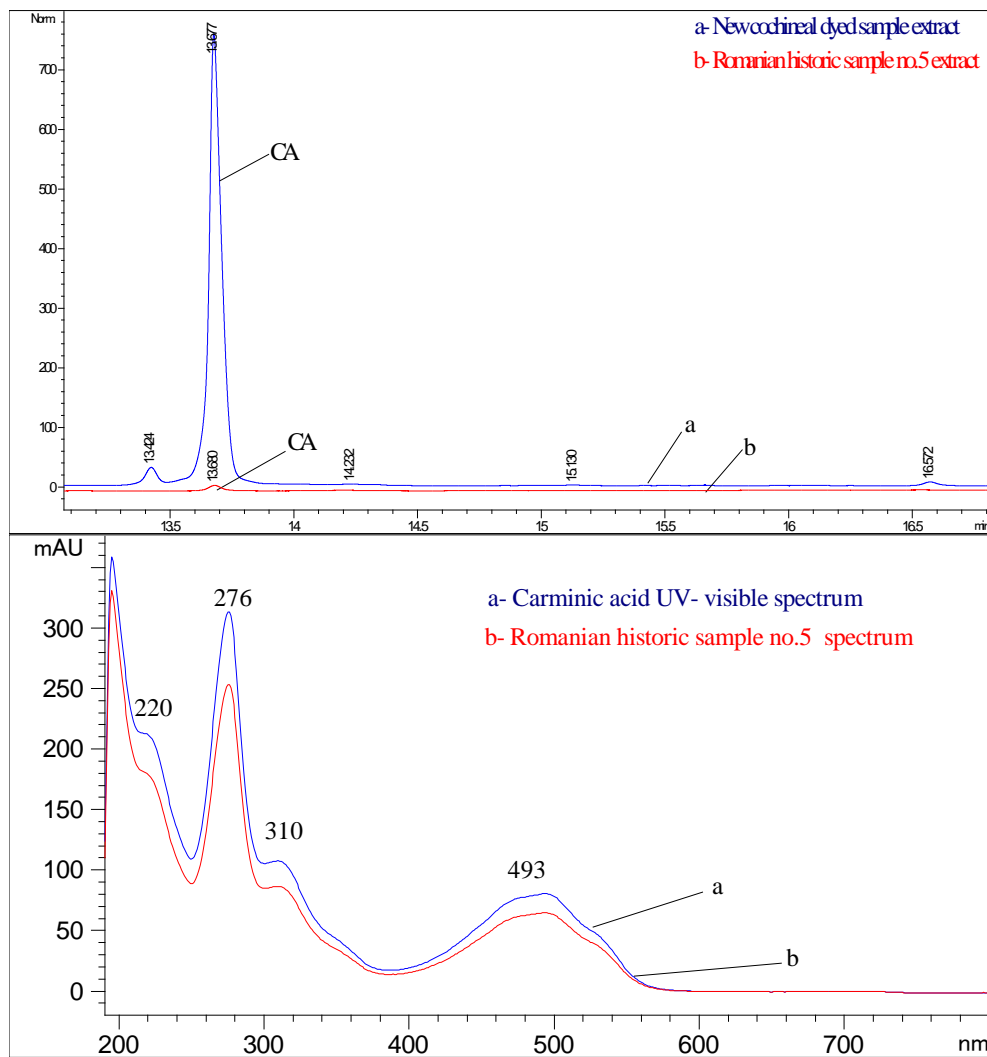 Norm
a- New cochineal dyed sample extract
b- Romanian historic sample no.5 extract
13.677
700
600
500
400
300
200
100
0
CA
CA
13.424
13.680
14.232
15.130
16.572
a
b
13.5 14 14.5 15 15.5 16 16.5 min
mAU
a- Carminic acid UV- visible spectrum
b- Romanian historic sample no.5 spectrum
276
220
310
493
a
b
300
250
200
150
100
50
0
200 300 400 500 600 700 nm